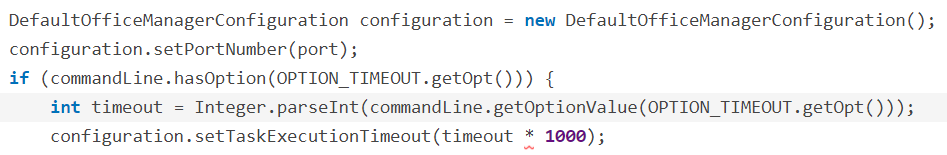 DefaultOfficeManagerConfiguration configuration = new DefaultOfficeManagerConfiguration();
configuration.setPortNumber(port);
if (commandLine.hasOption(OPTION_TIMEOUT.getOpt())) {
    int timeout = Integer.parseInt(commandLine.getOptionValue(OPTION_TIMEOUT.getOpt()));
    configuration.setTaskExecutionTimeout(timeout * 1000);